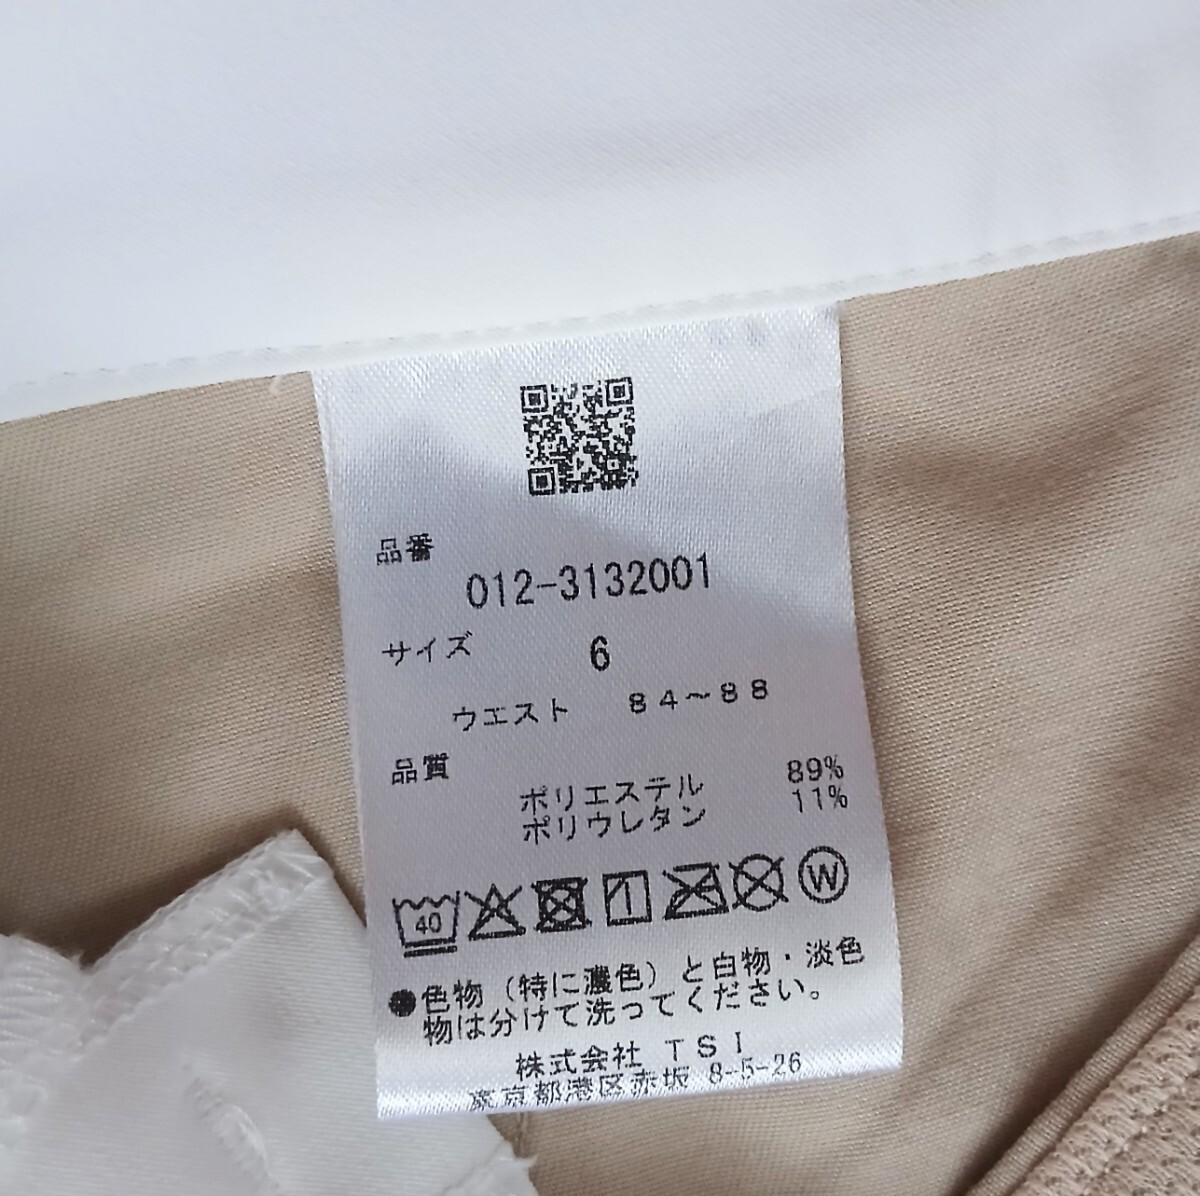 品番
012-3132001
サイズ 6
ウエスト 84~88
品質
ポリエステル 89%
ポリウレタン 11%
40 W
●色物(特に濃色)と白物・淡色
物は分けて洗ってください。
株式会社 TSI
東京都港区赤坂 8-5-26